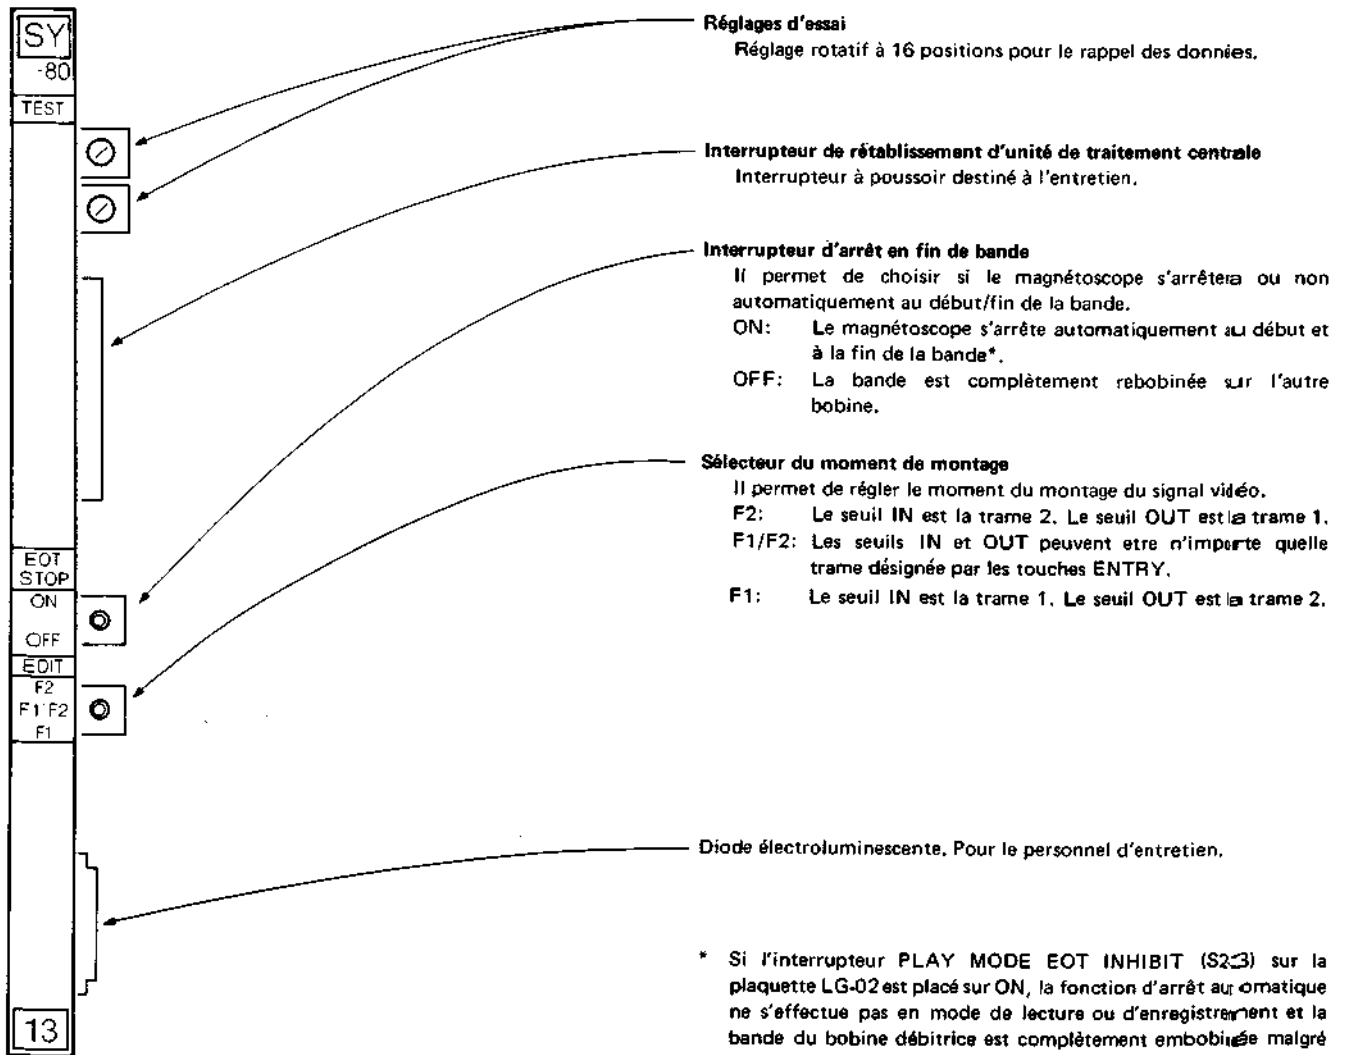 SY
-80
TEST
EOT
STOP
ON
OFF
EDIT
F2
F1/F2
F1
13
Réglages d'essai
Réglage rotatif à 16 positions pour le rappel des données.
Interrupteur de rétablissement d'unité de traitement centrale
Interrupteur à poussoir destiné à l'entretien.
Interrupteur d'arrêt en fin de bande
Il permet de choisir si le magnétoscope s'arrêtera ou non
automatiquement au début/fin de la bande.
ON: Le magnétoscope s'arrête automatiquement au début et
à la fin de la bande*.
OFF: La bande est complètement rebobinée sur l'autre
bobine.
Sélecteur du moment de montage
Il permet de régler le moment du montage du signal vidéo.
F2: Le seuil IN est la trame 2. Le seuil OUT est la trame 1.
F1/F2: Les seuils IN et OUT peuvent etre n'importe quelle
trame désignée par les touches ENTRY.
F1: Le seuil IN est la trame 1. Le seuil OUT est la trame 2.
Diode électroluminescente. Pour le personnel d'entretien.
* Si l'interrupteur PLAY MODE EOT INHIBIT sur la
plaquette LG-02 est placé sur ON, la fonction d'arrêt automatique
ne s'effectue pas en mode de lecture ou d'enregistrement et la
bande du bobine débitrice est complètement embobinée malgré